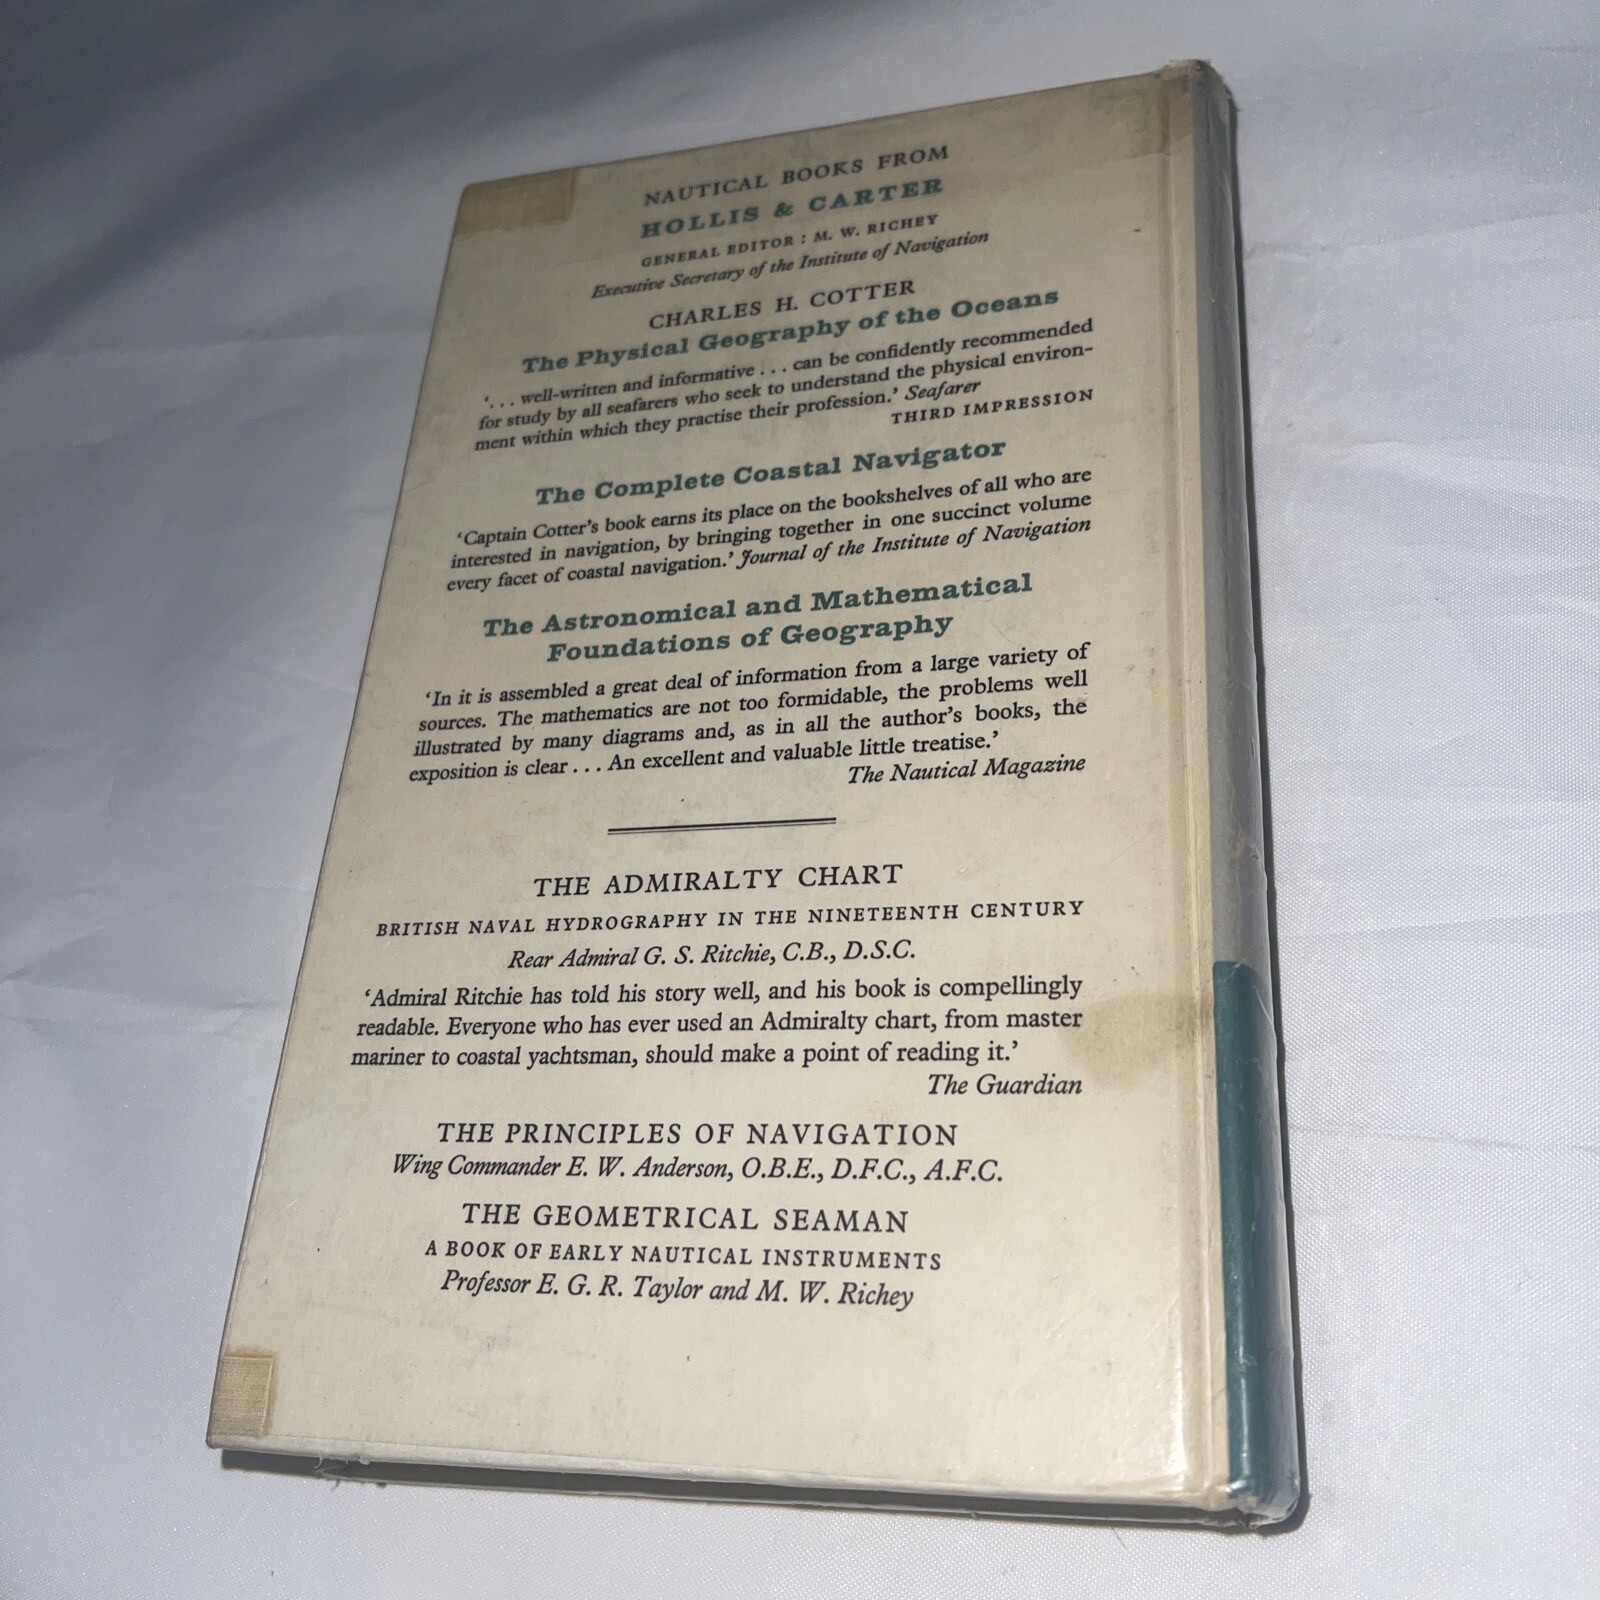 NAUTICAL BOOKS FROM
HOLLIS & CARTER
GENERAL EDITOR : M. W. RICHEY
Executive Secretary of the Institute of Navigation
CHARLES H. COTTER
The Physical Geography of the Oceans
‘. . . well-written and informative . . . can be confidently recommended
for study by all seafarers who seek to understand the physical environ-
ment within which they practise their profession.’ Seafarer
THIRD IMPRESSION
The Complete Coastal Navigator
‘Captain Cotter’s book earns its place on the bookshelves of all who are
interested in navigation, by bringing together in one succinct volume
every facet of coastal navigation.’ Journal of the Institute of Navigation
The Astronomical and Mathematical
Foundations of Geography
‘In it is assembled a great deal of information from a large variety of
sources. The mathematics are not too formidable, the problems well
illustrated by many diagrams and, as in all the author’s books, the
exposition is clear . . . An excellent and valuable little treatise.’
The Nautical Magazine
THE ADMIRALTY CHART
BRITISH NAVAL HYDROGRAPHY IN THE NINETEENTH CENTURY
Rear Admiral G. S. Ritchie, C.B., D.S.C.
‘Admiral Ritchie has told his story well, and his book is compellingly
readable. Everyone who has ever used an Admiralty chart, from master
mariner to coastal yachtsman, should make a point of reading it.’
The Guardian
THE PRINCIPLES OF NAVIGATION
Wing Commander E. W. Anderson, O.B.E., D.F.C., A.F.C.
THE GEOMETRICAL SEAMAN
A BOOK OF EARLY NAUTICAL INSTRUMENTS
Professor E. G. R. Taylor and M. W. Richey